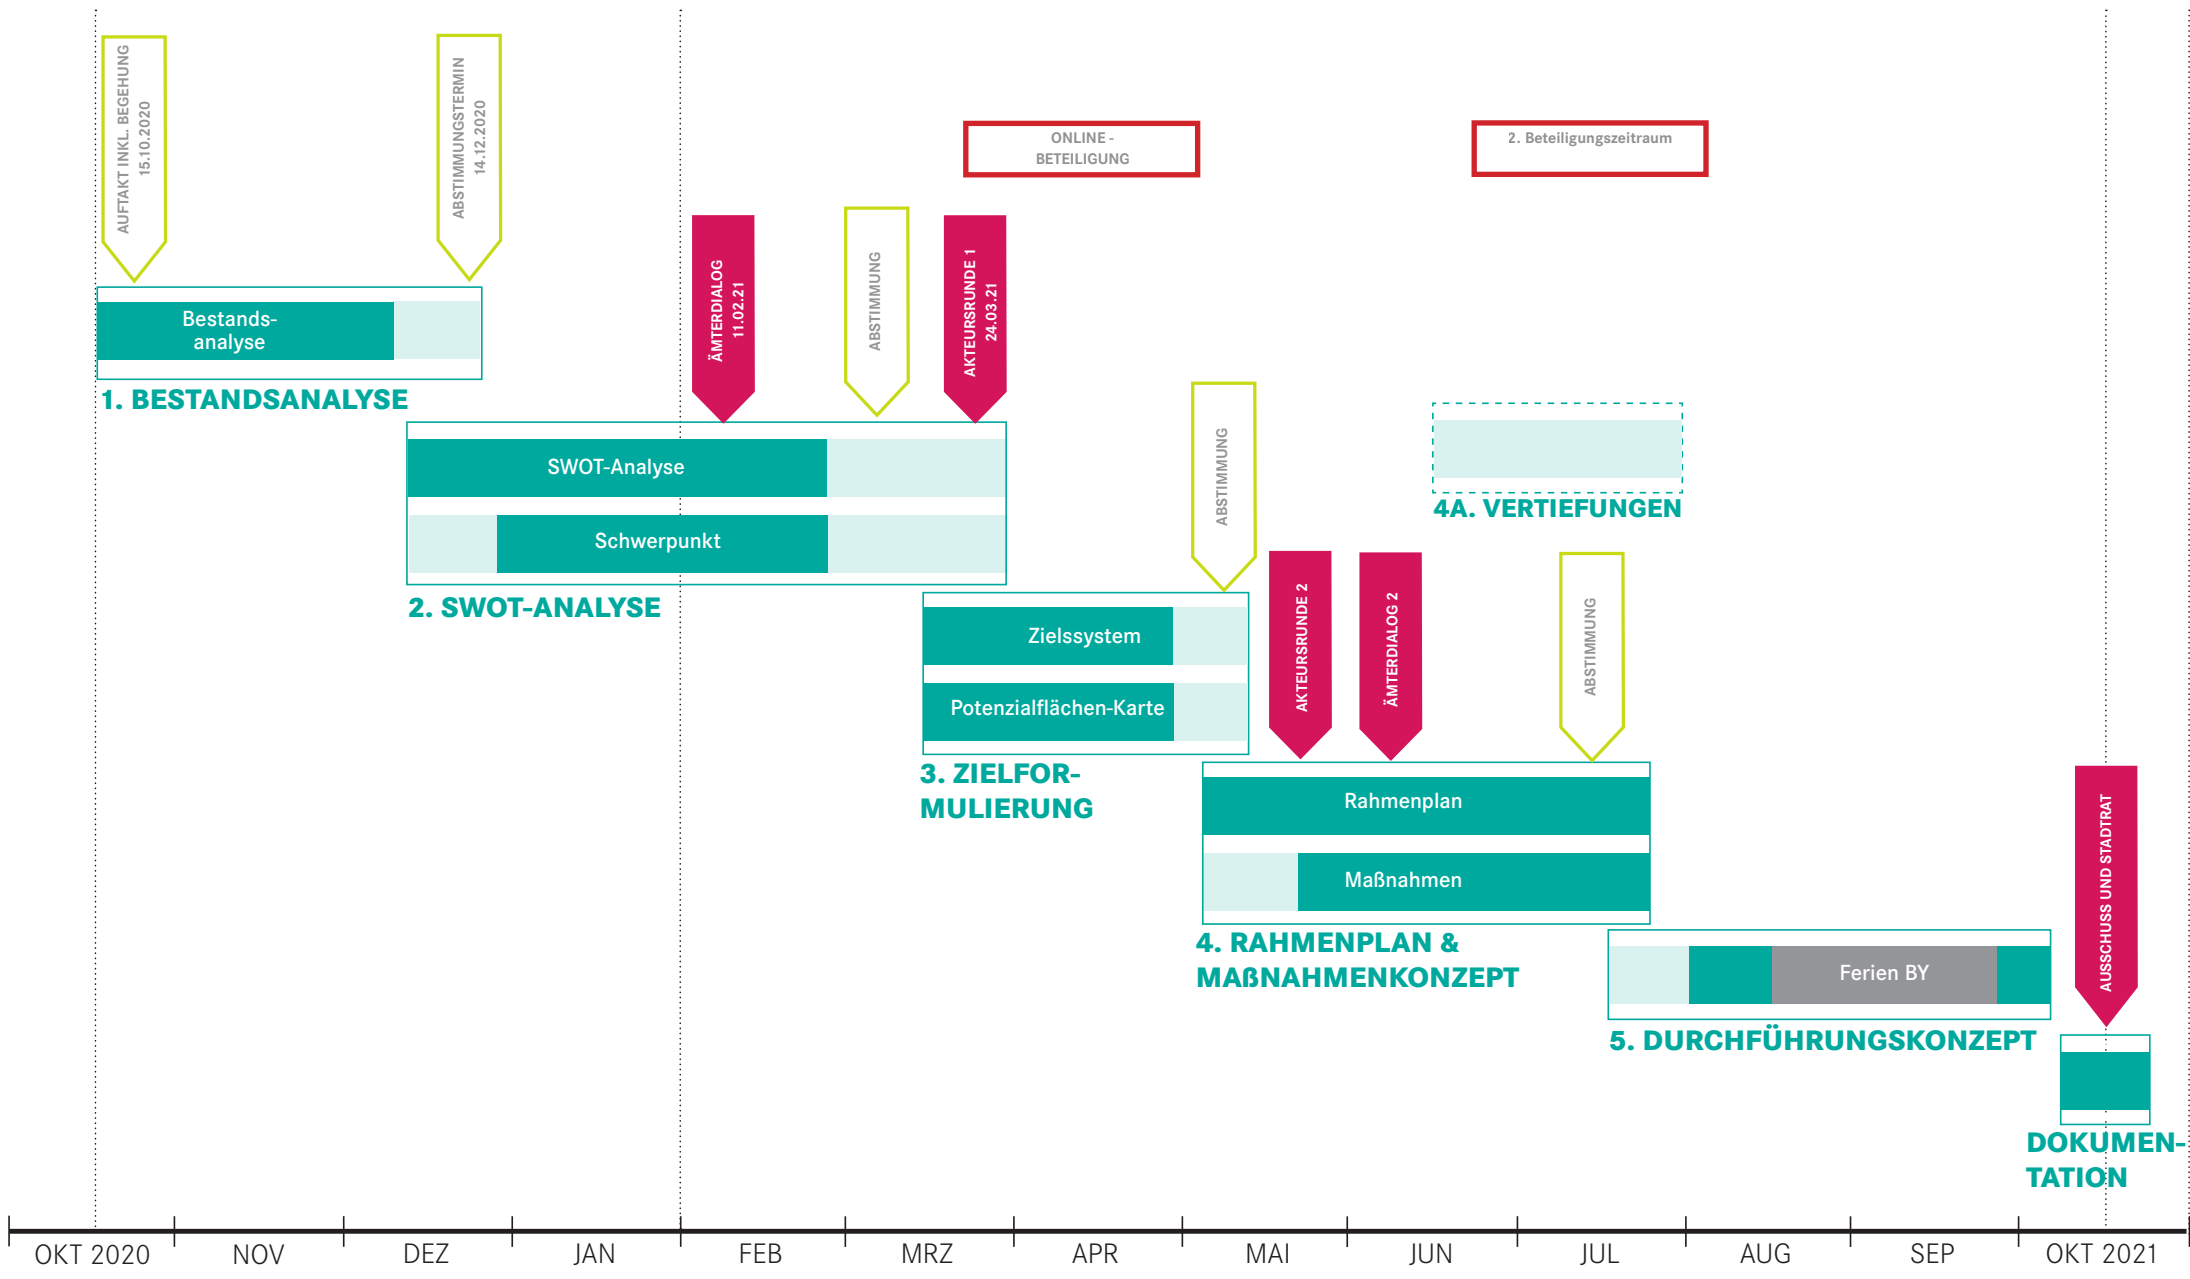 AUFTAKT INKL. BEGEHUNG
15.10.2020
ABSTIMMUNGSTERMIN
14.12.2020
ONLINE -
BETEILIGUNG
2. Beteiligungszeitraum
ÄMTERDIALOG
11.02.21
ABSTIMMUNG
AKTEURSRUNDE 1
24.03.21
Bestands-
analyse
1. BESTANDSANALYSE
SWOT-Analyse
Schwerpunkt
2. SWOT-ANALYSE
ABSTIMMUNG
4A. VERTIEFUNGEN
Zielssystem
Potenzialflächen-Karte
3. ZIELFOR-
MULIERUNG
AKTEURSRUNDE 2
ÄMTERDIALOG 2
ABSTIMMUNG
Rahmenplan
Maßnahmen
4. RAHMENPLAN &
MAßNAHMENKONZEPT
Ferien BY
5. DURCHFÜHRUNGSKONZEPT
AUSSCHUSS UND STADTRAT
DOKUMEN-
TATION
OKT 2020
NOV
DEZ
JAN
FEB
MRZ
APR
MAI
JUN
JUL
AUG
SEP
OKT 2021